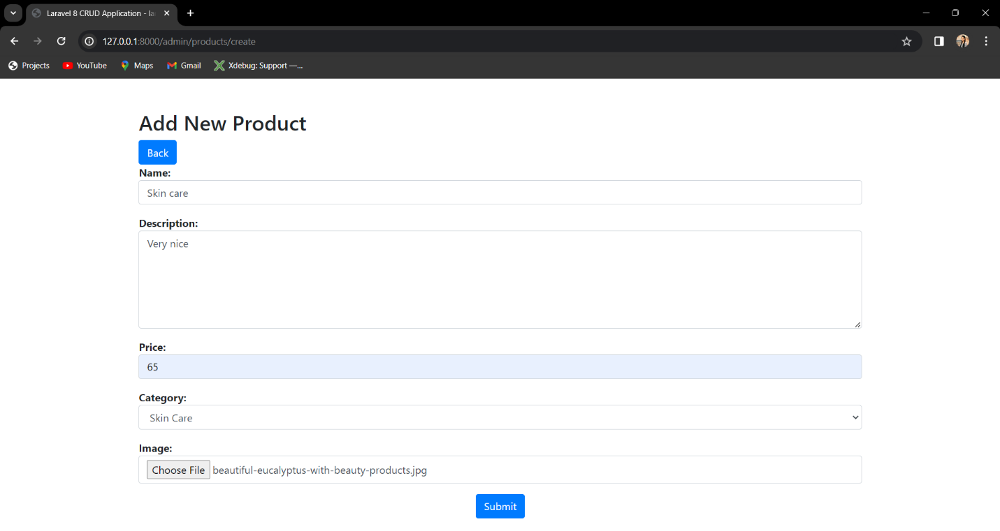 Laravel 8 CRUD Application - la
127.0.0.1:8000/admin/products/create
Projects YouTube Maps Gmail Xdebug: Support —...
Add New Product
Back
Name:
Skin care
Description:
Very nice
Price:
65
Category:
Skin Care
Image:
Choose File beautiful-eucalyptus-with-beauty-products.jpg
Submit